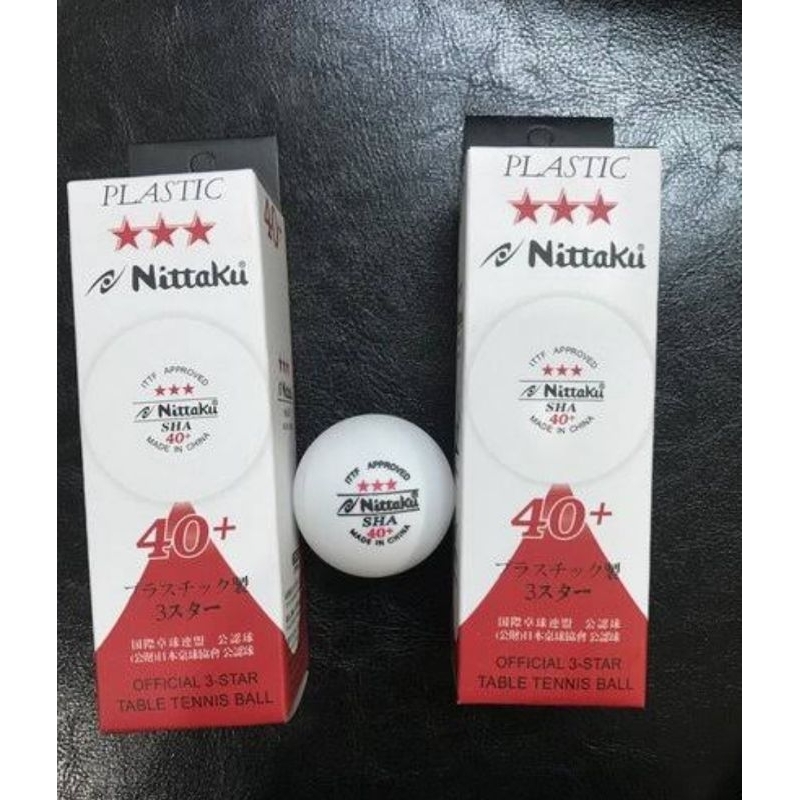 PLASTIC
Nittaku
ITTF APPROVED
Nittaku
SHA
40+
MADE IN CHINA
40+
プラスチック製
3スター
国際卓球連盟 公認球
(公財)日本卓球協會 公認球
OFFICIAL 3-STAR
TABLE TENNIS BALL
40+
ITTF APPROVED
Nittaku
SHA
40+
MADE IN CHINA
PLASTIC
Nittaku
ITTF APPROVED
Nittaku
SHA
40+
MADE IN CHINA
40+
プラスチック製
3スター
国際卓球連盟 公認球
(公財)日本卓球協會 公認球
OFFICIAL 3-STAR
TABLE TENNIS BALL